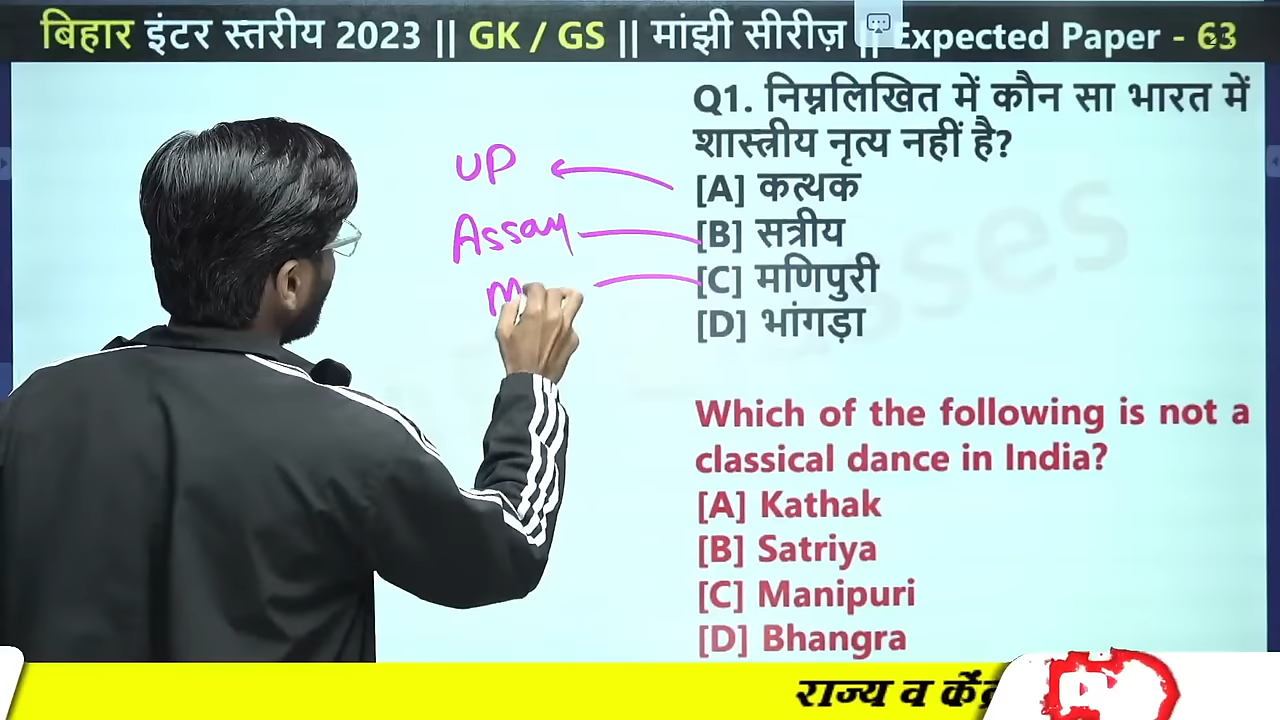 बिहार इंटर स्तरीय 2023 || GK / GS || मांझी सीरीज़ || Expected Paper - 63
Q1. निम्नलिखित में कौन सा भारत में
शास्त्रीय नृत्य नहीं है?
[A] कत्थक
UP
[B] सत्रीय
Assay
[C] मणिपुरी
M
[D] भांगड़ा
Which of the following is not a
classical dance in India?
[A] Kathak
[B] Satriya
[C] Manipuri
[D] Bhangra
राज्य व